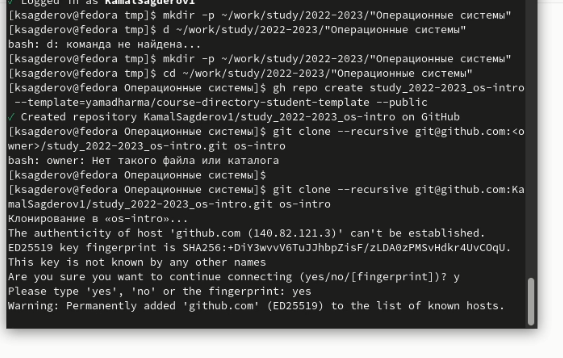 ✓ Logged in as KamalSagderov1
[ksagderov@fedora tmp]$ mkdir -p ~/work/study/2022-2023/"Операционные системы"
[ksagderov@fedora tmp]$ d ~/work/study/2022-2023/"Операционные системы"
bash: d: команда не найдена...
[ksagderov@fedora tmp]$ mkdir -p ~/work/study/2022-2023/"Операционные системы"
[ksagderov@fedora tmp]$ cd ~/work/study/2022-2023/"Операционные системы"
[ksagderov@fedora Операционные системы]$ gh repo create study_2022-2023_os-intro
--template=yamadharma/course-directory-student-template --public
✓ Created repository KamalSagderov1/study_2022-2023_os-intro on GitHub
[ksagderov@fedora Операционные системы]$ git clone --recursive git@github.com:<o
wner>/study_2022-2023_os-intro.git os-intro
bash: owner: Нет такого файла или каталога
[ksagderov@fedora Операционные системы]$
[ksagderov@fedora Операционные системы]$ git clone --recursive git@github.com:Ka
malSagderov1/study_2022-2023_os-intro.git os-intro
Клонирование в «os-intro»...
The authenticity of host 'github.com (140.82.121.3)' can't be established.
ED25519 key fingerprint is SHA256:+DiY3wvvV6TuJJhbpZisF/zLDA0zPMSvHdkr4UvCOqU.
This key is not known by any other names
Are you sure you want to continue connecting (yes/no/[fingerprint])? y
Please type 'yes', 'no' or the fingerprint: yes
Warning: Permanently added 'github.com' (ED25519) to the list of known hosts.